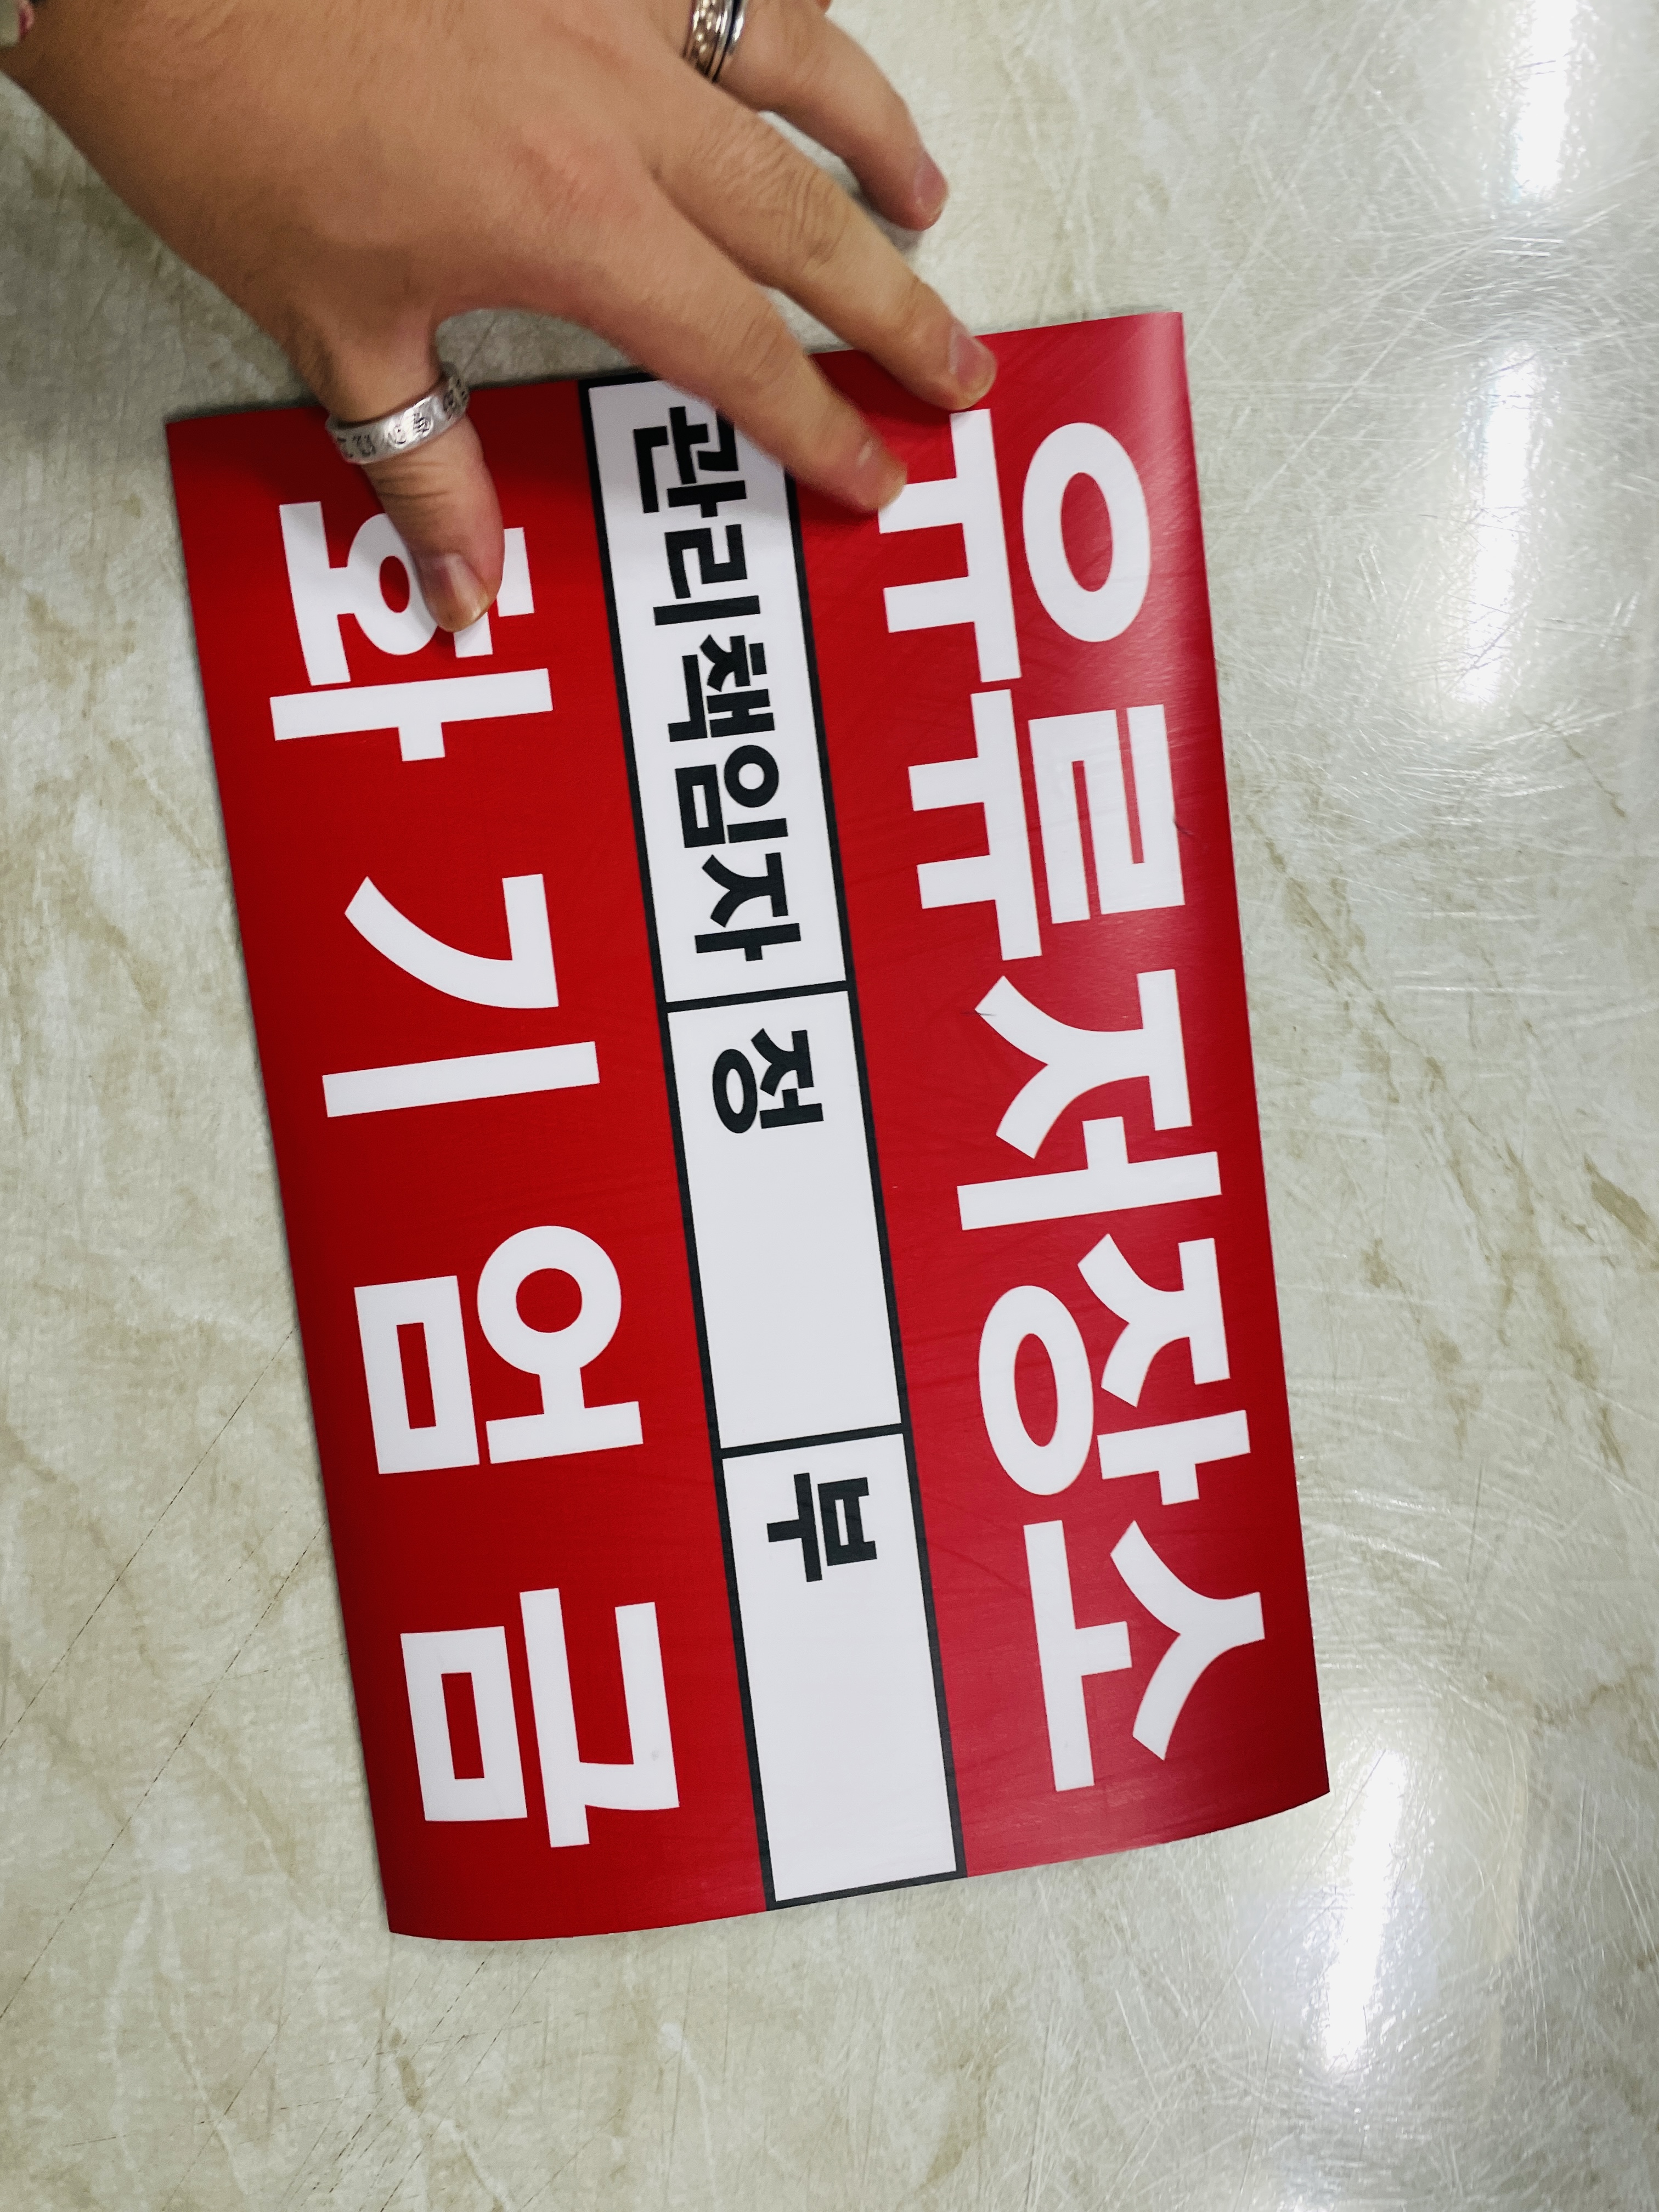 유류저장소
관리책임자 정 부
화기엄금